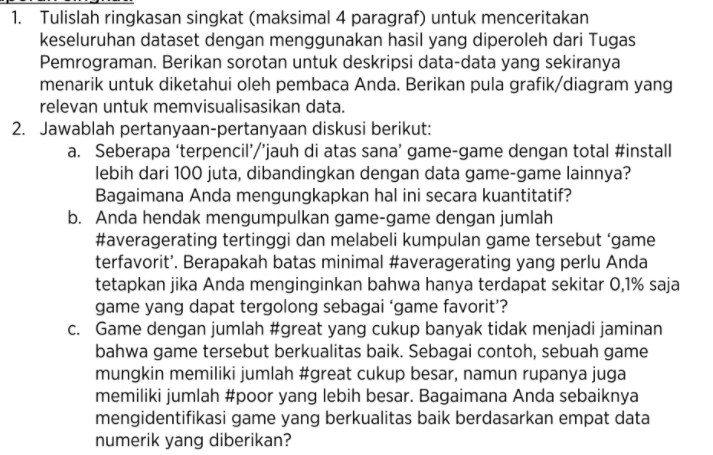 1. Tulislah ringkasan singkat (maksimal 4 paragraf) untuk menceritakan
keseluruhan dataset dengan menggunakan hasil yang diperoleh dari Tugas
Pemrograman. Berikan sorotan untuk deskripsi data-data yang sekiranya
menarik untuk diketahui oleh pembaca Anda. Berikan pula grafik/diagram yang
relevan untuk memvisualisasikan data.
2. Jawablah pertanyaan-pertanyaan diskusi berikut:
a. Seberapa ‘terpencil’/’jauh di atas sana’ game-game dengan total #install
lebih dari 100 juta, dibandingkan dengan data game-game lainnya?
Bagaimana Anda mengungkapkan hal ini secara kuantitatif?
b. Anda hendak mengumpulkan game-game dengan jumlah
#averagerating tertinggi dan melabeli kumpulan game tersebut ‘game
terfavorit’. Berapakah batas minimal #averagerating yang perlu Anda
tetapkan jika Anda menginginkan bahwa hanya terdapat sekitar 0,1% saja
game yang dapat tergolong sebagai ‘game favorit’?
c. Game dengan jumlah #great yang cukup banyak tidak menjadi jaminan
bahwa game tersebut berkualitas baik. Sebagai contoh, sebuah game
mungkin memiliki jumlah #great cukup besar, namun rupanya juga
memiliki jumlah #poor yang lebih besar. Bagaimana Anda sebaiknya
mengidentifikasi game yang berkualitas baik berdasarkan empat data
numerik yang diberikan?